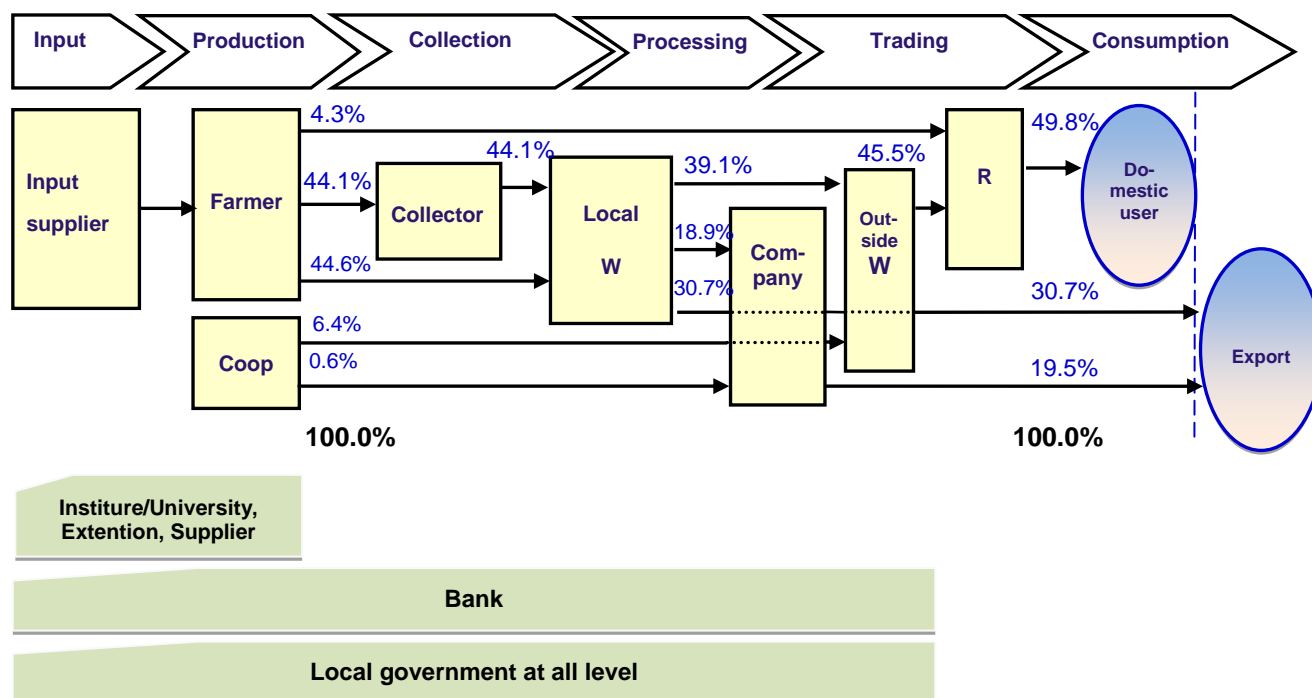 Input
Production
Collection
Processing
Trading
Consumption
4.3%
49.8%
44.1%
45.5%
39.1%
Input
supplier
Farmer
44.1%
Collector
Local
W
R
Do-
mestic
user
18.9%
Com-
pany
Out-
side
W
44.6%
30.7%
30.7%
6.4%
Coop
0.6%
19.5%
Export
100.0%
100.0%
Institure/University,
Extention, Supplier
Bank
Local government at all level